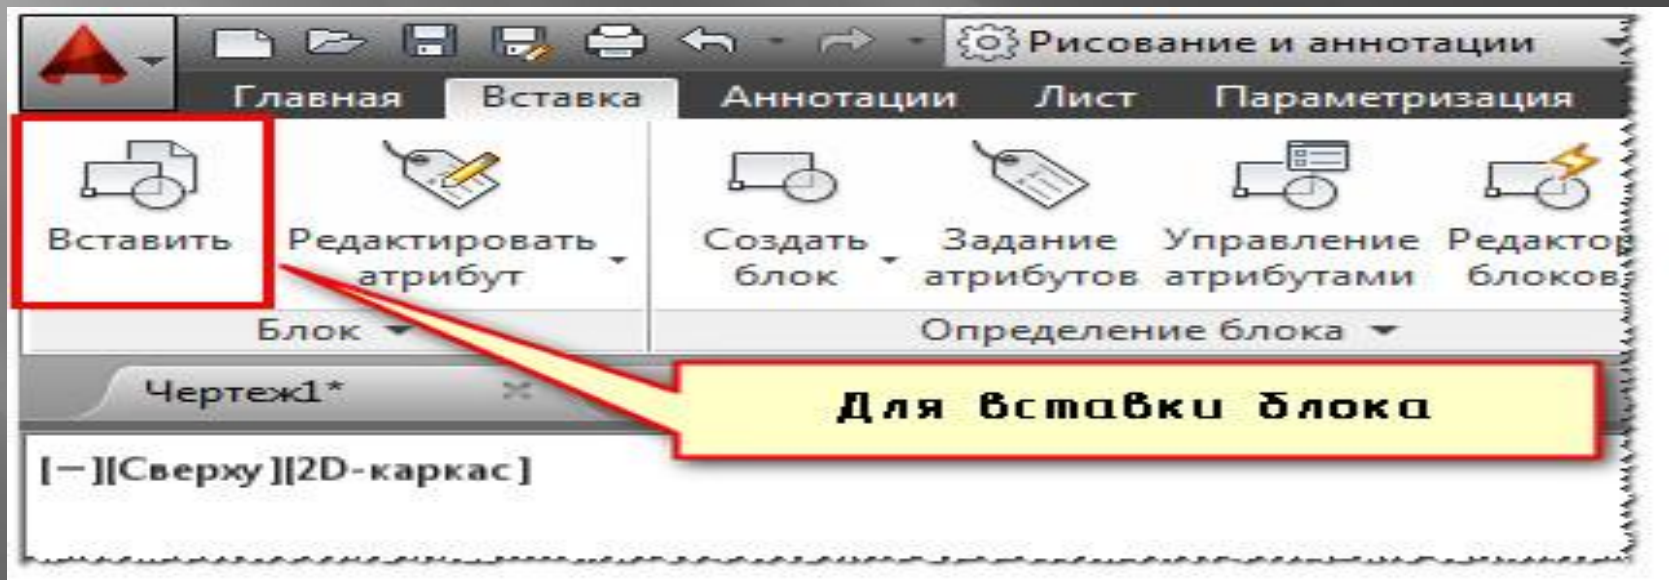 Рисование и аннотации
Главная Вставка Аннотации Лист Параметризация
Вставить Редактировать атрибут Создать блок Задание атрибутов Управление атрибутами Редактор блоков
Блок Определение блока
Чертеж1*
Для вставки блока
[−][Сверху][2D-каркас]